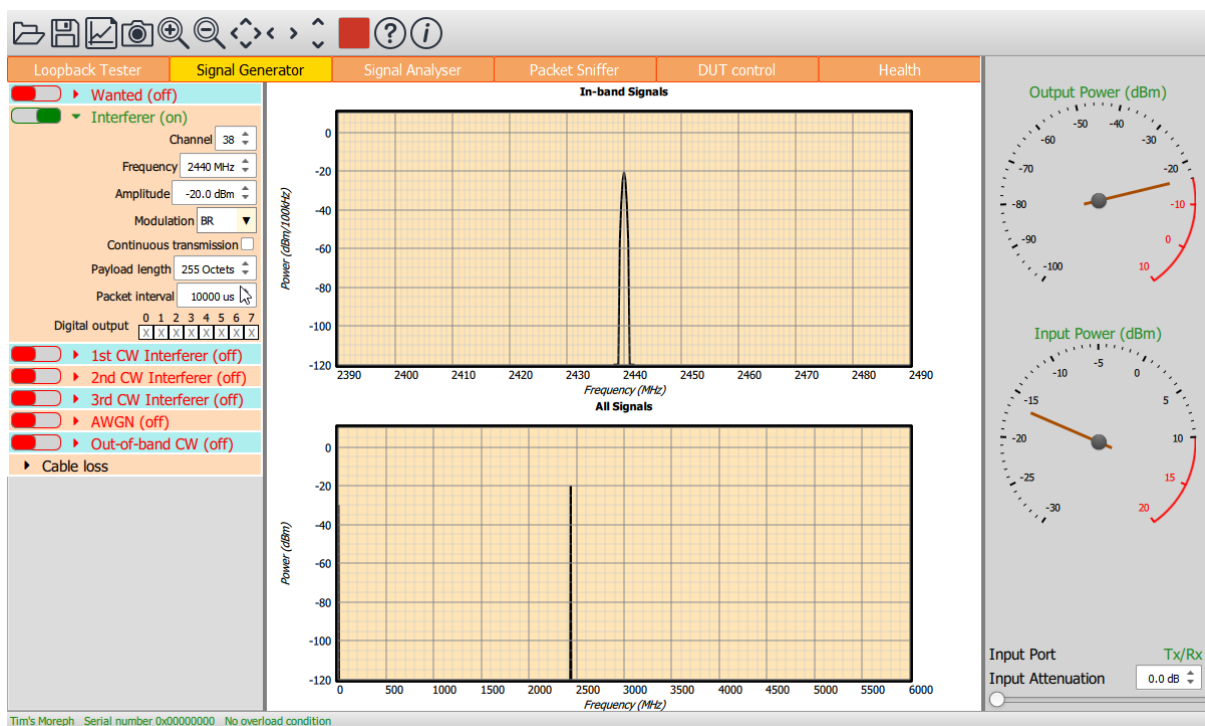 Loopback Tester
Signal Generator
Signal Analyser
Packet Sniffer
DUT control
Health
Wanted (off)
Interferer (on)
Channel 38
Frequency 2440 MHz
Amplitude -20.0 dBm
Modulation BR
Continuous transmission
Payload length 255 Octets
Packet interval 10000 us
0 1 2 3 4 5 6 7
Digital output X X X X X X X X
1st CW Interferer (off)
2nd CW Interferer (off)
3rd CW Interferer (off)
AWGN (off)
Out-of-band CW (off)
Cable loss
In-band Signals
Power (dBm/100kHz)
0
-20
-40
-60
-80
-100
-120
2390 2400 2410 2420 2430 2440 2450 2460 2470 2480 2490
Frequency (MHz)
All Signals
Power (dBm)
0
-20
-40
-60
-80
-100
-120
0 500 1000 1500 2000 2500 3000 3500 4000 4500 5000 5500 6000
Frequency (MHz)
Output Power (dBm)
-100
-90
-80
-70
-60
-50
-40
-30
-20
-10
0
10
Input Power (dBm)
-30
-25
-20
-15
-10
-5
0
5
10
15
20
Input Port Tx/Rx
Input Attenuation 0.0 dB
Tim's Moreph Serial number 0x00000000 No overload condition